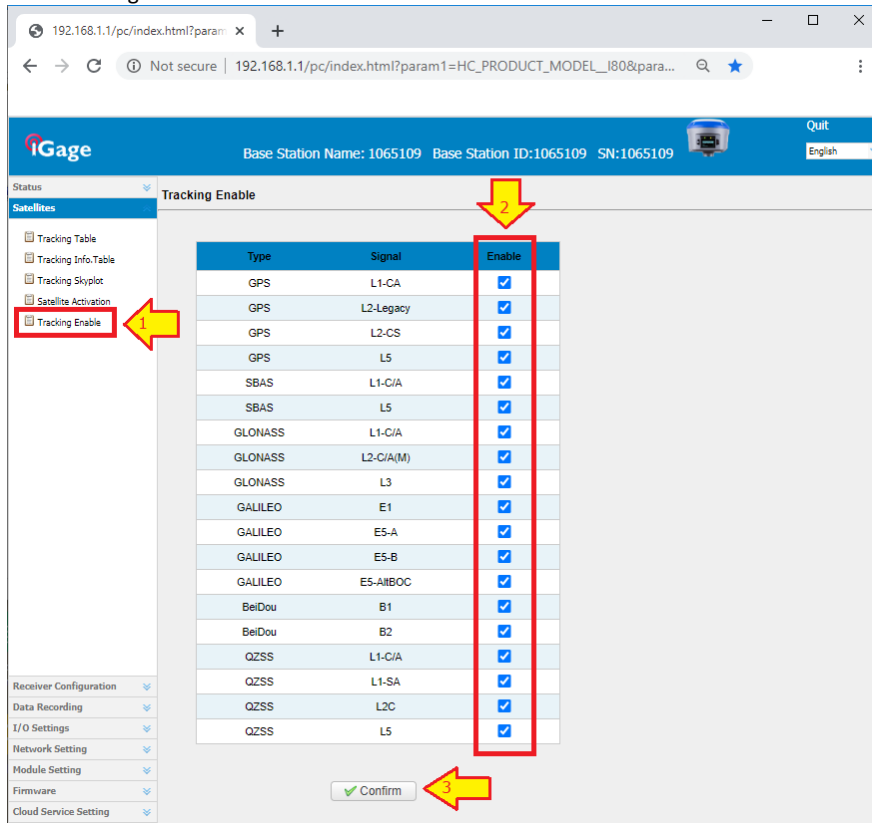 192.168.1.1/pc/index.html?param
Not secure | 192.168.1.1/pc/index.html?param1=HC_PRODUCT_MODEL__I80&para...
iGage
Base Station Name: 1065109 Base Station ID:1065109 SN:1065109
Quit
English
Status
Satellites
Tracking Table
Tracking Info.Table
Tracking Skyplot
Satellite Activation
Tracking Enable
1
Tracking Enable
2
Type Signal Enable
GPS L1-CA
GPS L2-Legacy
GPS L2-CS
GPS L5
SBAS L1-C/A
SBAS L5
GLONASS L1-C/A
GLONASS L2-C/A(M)
GLONASS L3
GALILEO E1
GALILEO E5-A
GALILEO E5-B
GALILEO E5-AltBOC
BeiDou B1
BeiDou B2
QZSS L1-C/A
QZSS L1-SA
QZSS L2C
QZSS L5
Confirm
3
Receiver Configuration
Data Recording
I/O Settings
Network Setting
Module Setting
Firmware
Cloud Service Setting